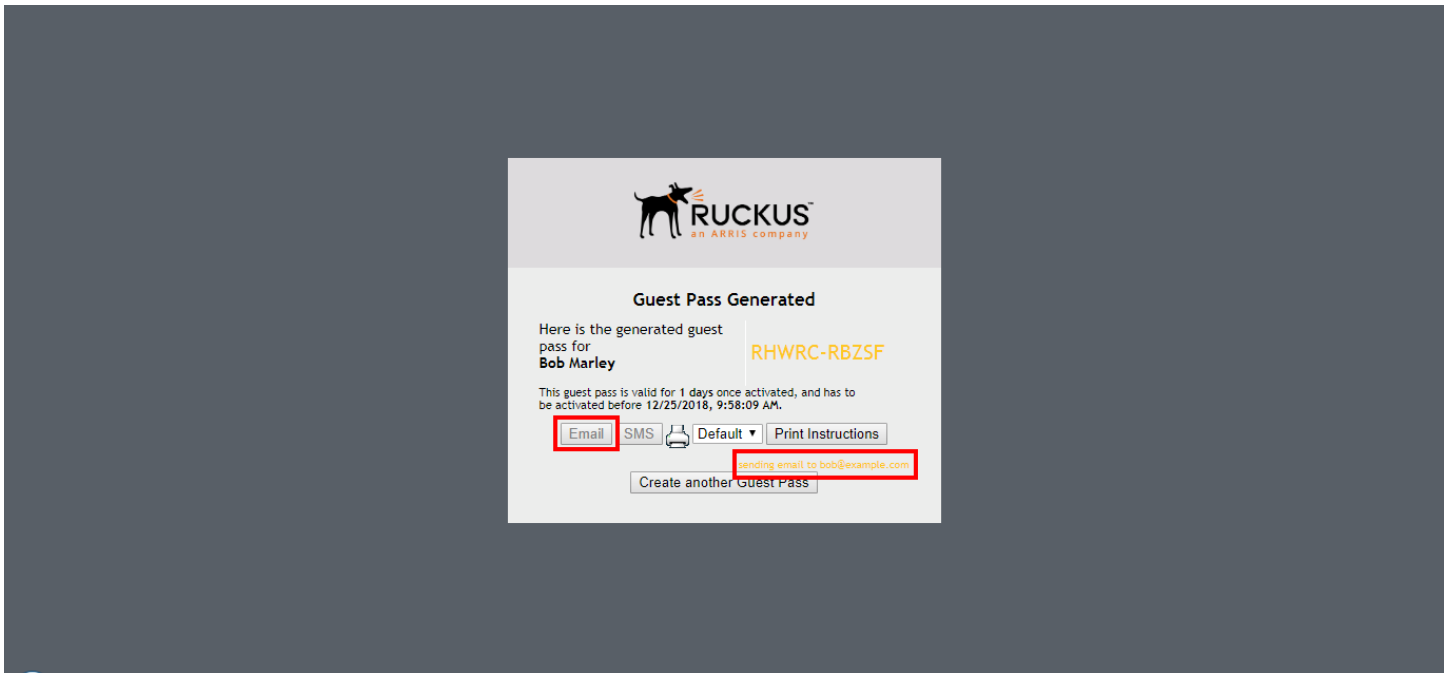 RUCKUS™
an ARRIS company
Guest Pass Generated
Here is the generated guest
pass for
Bob Marley
RHWRC-RBZSF
This guest pass is valid for 1 days once activated, and has to
be activated before 12/25/2018, 9:58:09 AM.
Email SMS Default ▼ Print Instructions
sending email to bob@example.com
Create another Guest Pass